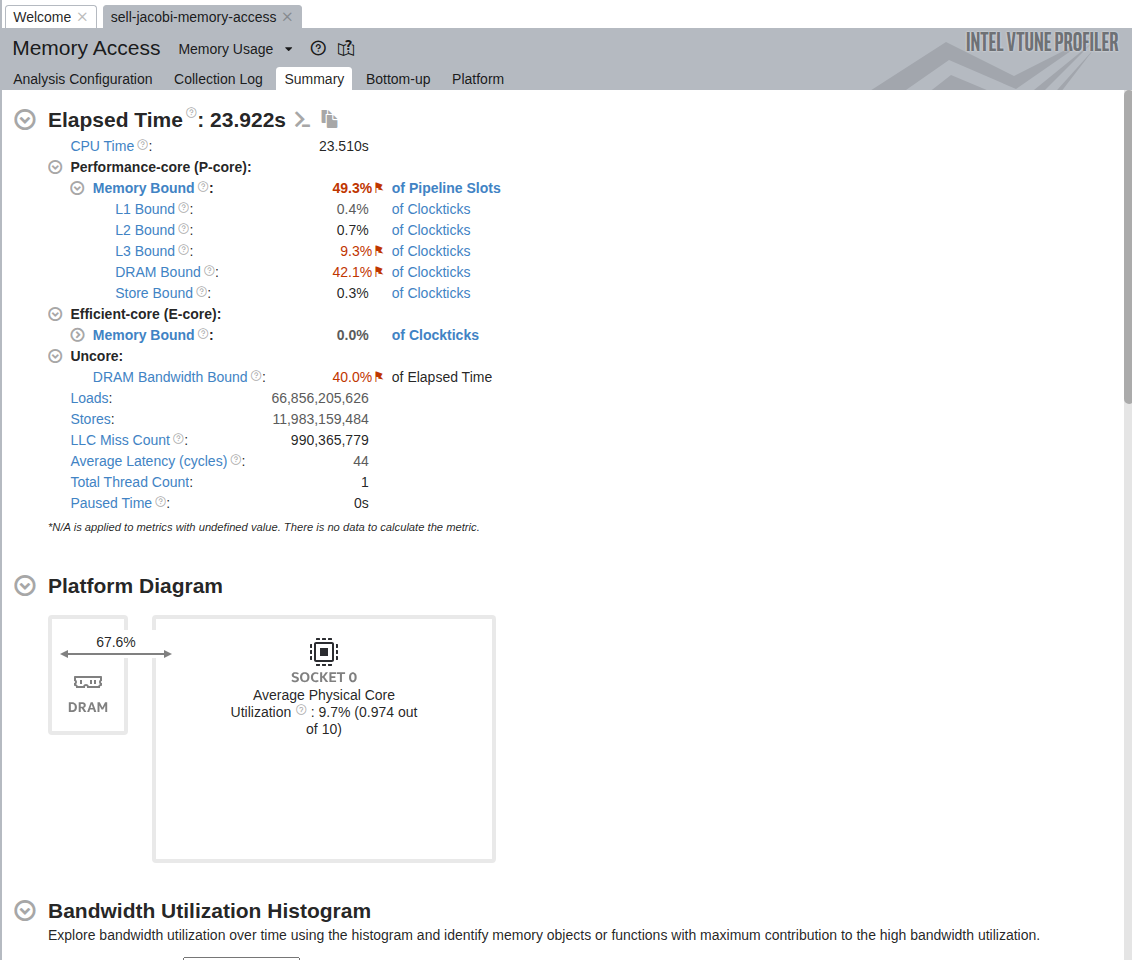 Welcome
sell-jacobi-memory-access
Memory Access Memory Usage
INTEL VTUNE PROFILER
Analysis Configuration Collection Log Summary Bottom-up Platform
Elapsed Time : 23.922s
CPU Time : 23.510s
Performance-core (P-core):
Memory Bound : 49.3% of Pipeline Slots
L1 Bound : 0.4% of Clockticks
L2 Bound : 0.7% of Clockticks
L3 Bound : 9.3% of Clockticks
DRAM Bound : 42.1% of Clockticks
Store Bound : 0.3% of Clockticks
Efficient-core (E-core):
Memory Bound : 0.0% of Clockticks
Uncore:
DRAM Bandwidth Bound : 40.0% of Elapsed Time
Loads: 66,856,205,626
Stores: 11,983,159,484
LLC Miss Count : 990,365,779
Average Latency (cycles) : 44
Total Thread Count: 1
Paused Time : 0s
*N/A is applied to metrics with undefined value. There is no data to calculate the metric.
Platform Diagram
67.6%
DRAM
SOCKET 0
Average Physical Core
Utilization : 9.7% (0.974 out
of 10)
Bandwidth Utilization Histogram
Explore bandwidth utilization over time using the histogram and identify memory objects or functions with maximum contribution to the high bandwidth utilization.